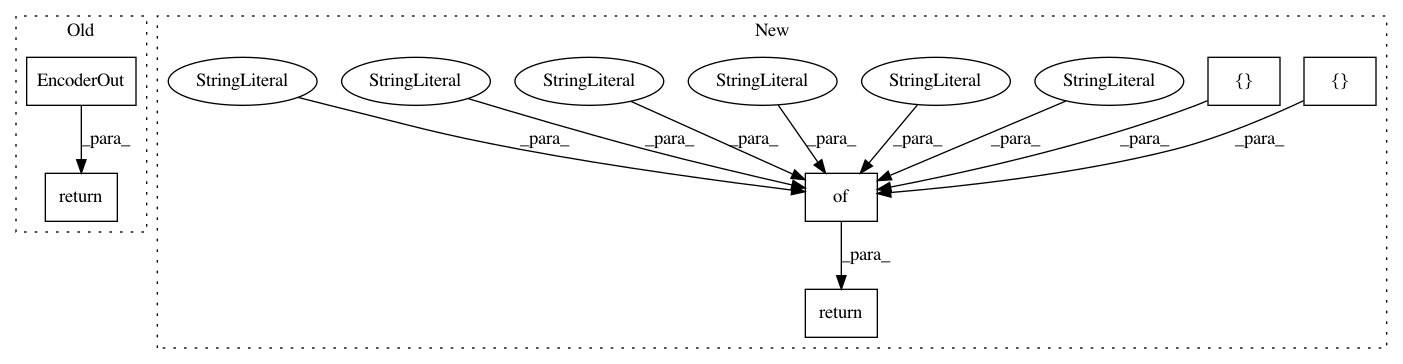 Old
New
EncoderOut
StringLiteral
StringLiteral
StringLiteral
StringLiteral
StringLiteral
StringLiteral
{}
{}
_para_
_para_
_para_
_para_
_para_
_para_
_para_
_para_
_para_
return
of
_para_
return